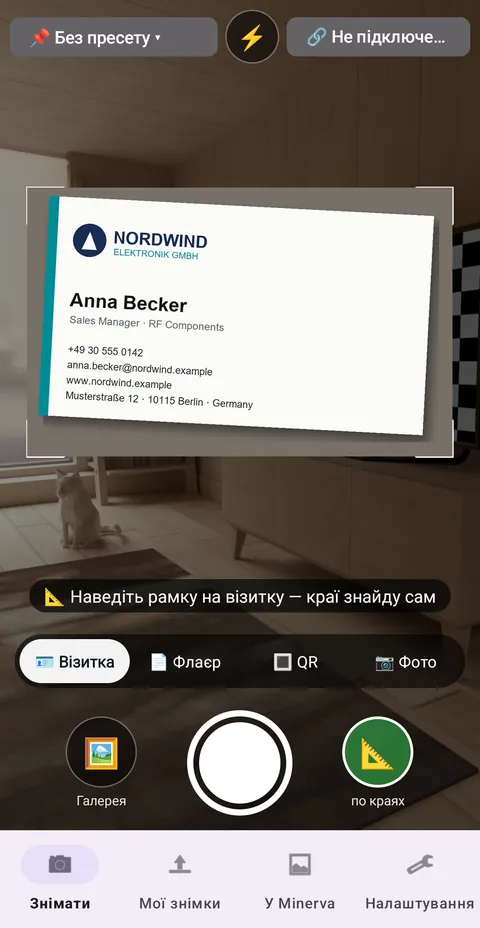 Без пресету
Не підключе...
NORDWIND
ELEKTRONIK GMBH
Anna Becker
Sales Manager · RF Components
+49 30 555 0142
anna.becker@nordwind.example
www.nordwind.example
Musterstraße 12 · 10115 Berlin · Germany
Наведіть рамку на візитку — краї знайду сам
Візитка
Флаєр
QR
Фото
Галерея
по краях
Знімати
Мої знімки
У Minerva
Налаштування